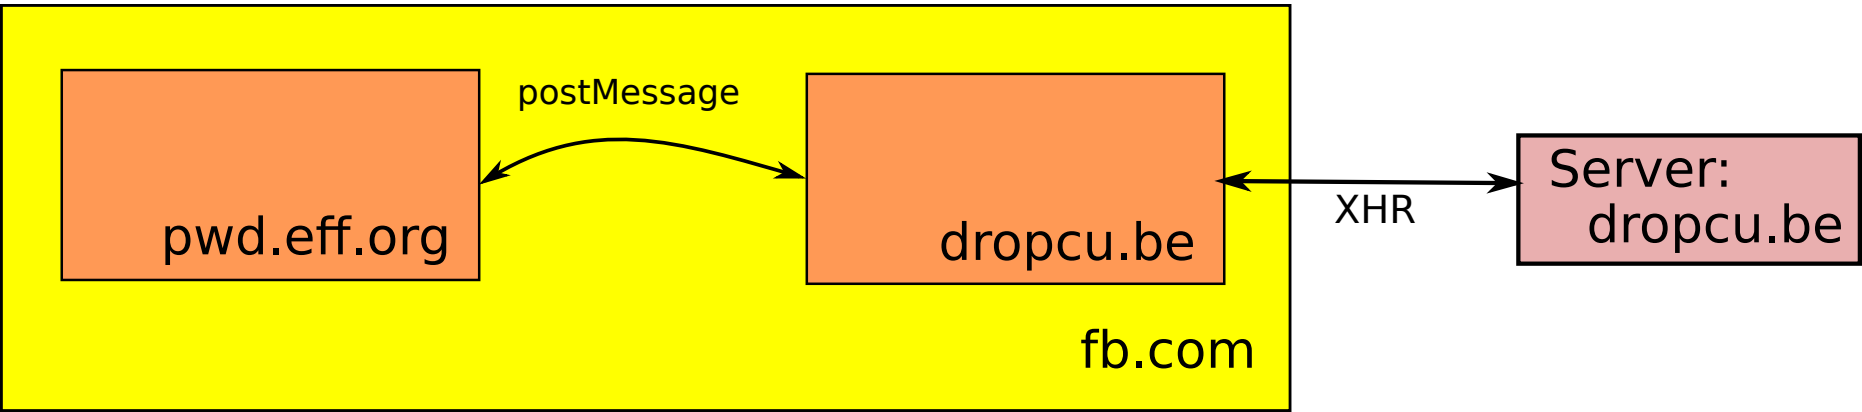 postMessage
pwd.eff.org
dropcu.be
fb.com
XHR
Server:
dropcu.be